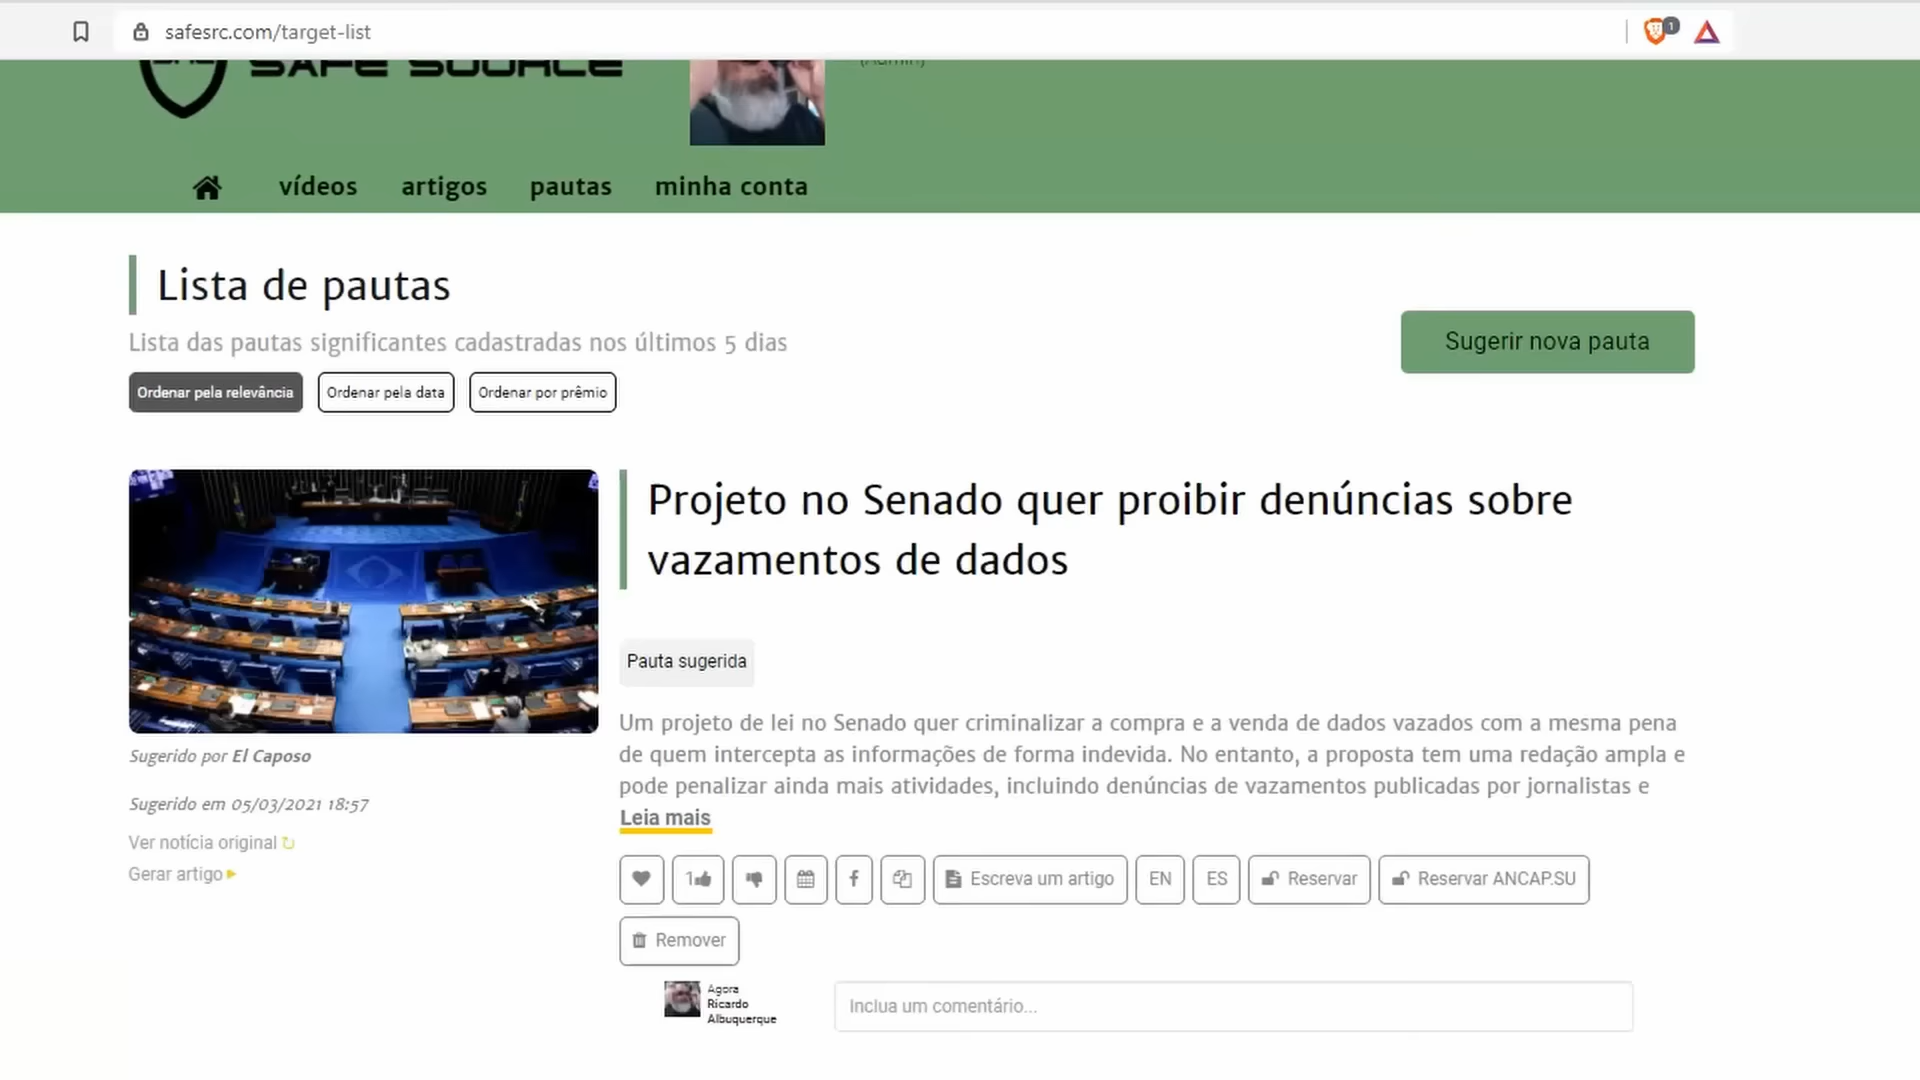 safesrc.com/target-list
1
SAFE SOURCE
(Admin)
vídeos artigos pautas minha conta
Lista de pautas
Lista das pautas significantes cadastradas nos últimos 5 dias
Sugerir nova pauta
Ordenar pela relevância Ordenar pela data Ordenar por prêmio
Projeto no Senado quer proibir denúncias sobre
vazamentos de dados
Pauta sugerida
Um projeto de lei no Senado quer criminalizar a compra e a venda de dados vazados com a mesma pena
de quem intercepta as informações de forma indevida. No entanto, a proposta tem uma redação ampla e
pode penalizar ainda mais atividades, incluindo denúncias de vazamentos publicadas por jornalistas e
Leia mais
Sugerido por El Caposo
Sugerido em 05/03/2021 18:57
Ver notícia original
Gerar artigo
1 Escreva um artigo EN ES Reservar Reservar ANCAP.SU
Remover
Agora
Ricardo
Albuquerque
Inclua um comentário...